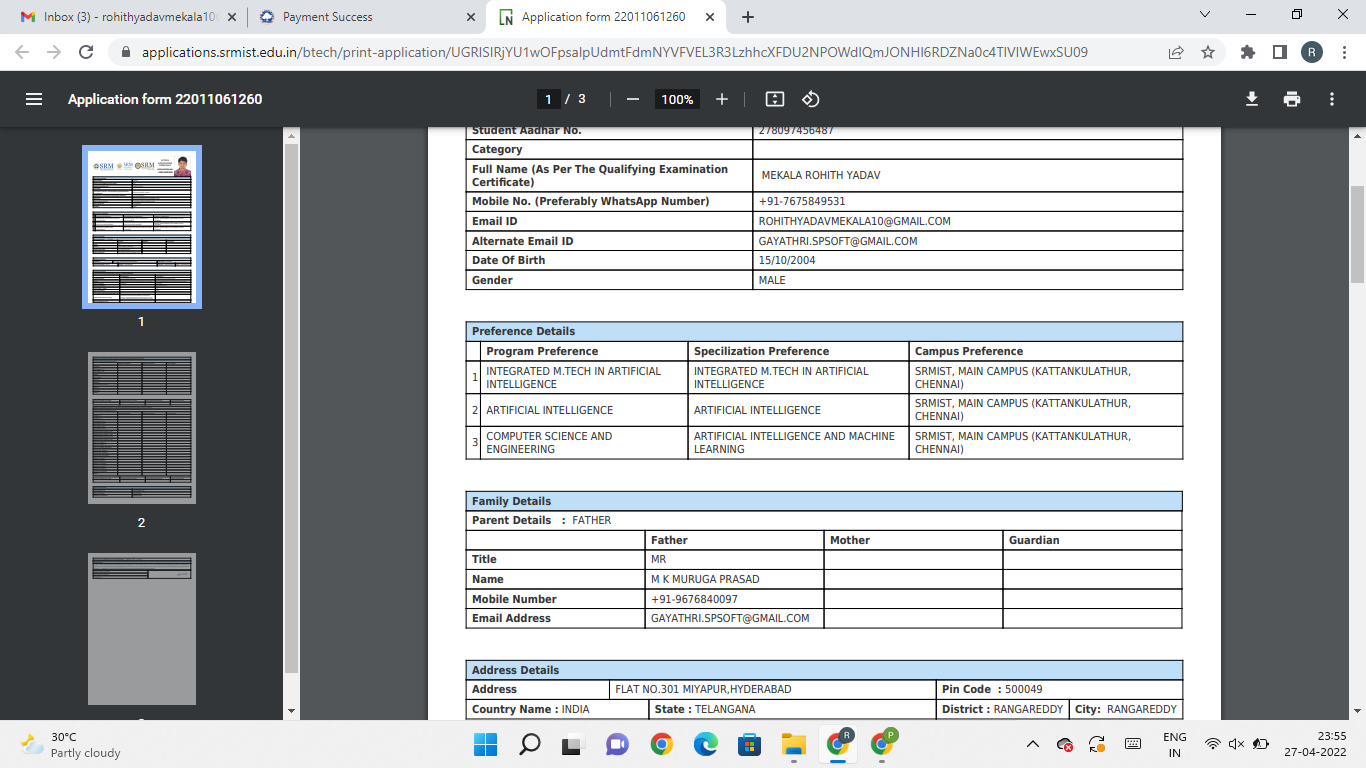 Inbox (3) - rohithyadavmekala10
Payment Success
Application form 22011061260
applications.srmist.edu.in/btech/print-application/
R
Application form 22011061260
1 / 3
100%
SRM SRM SRM
1
2
Student Aadhar No. 278097456487
Category
Full Name (As Per The Qualifying Examination
Certificate) MEKALA ROHITH YADAV
Mobile No. (Preferably WhatsApp Number) +91-7675849531
Email ID ROHITHYADAVMEKALA10@GMAIL.COM
Alternate Email ID GAYATHRI.SPSOFT@GMAIL.COM
Date Of Birth 15/10/2004
Gender MALE
Preference Details
Program Preference Specilization Preference Campus Preference
1 INTEGRATED M.TECH IN ARTIFICIAL INTEGRATED M.TECH IN ARTIFICIAL SRMIST, MAIN CAMPUS (KATTANKULATHUR,
INTELLIGENCE INTELLIGENCE CHENNAI)
2 ARTIFICIAL INTELLIGENCE ARTIFICIAL INTELLIGENCE SRMIST, MAIN CAMPUS (KATTANKULATHUR,
CHENNAI)
3 COMPUTER SCIENCE AND ARTIFICIAL INTELLIGENCE AND MACHINE SRMIST, MAIN CAMPUS (KATTANKULATHUR,
ENGINEERING LEARNING CHENNAI)
Family Details
Parent Details : FATHER
Father Mother Guardian
Title MR
Name M K MURUGA PRASAD
Mobile Number +91-9676840097
Email Address GAYATHRI.SPSOFT@GMAIL.COM
Address Details
Address FLAT NO.301 MIYAPUR,HYDERABAD Pin Code : 500049
Country Name : INDIA State : TELANGANA District : RANGAREDDY City: RANGAREDDY
30°C
Partly cloudy
R
P
ENG
IN
23:55
27-04-2022